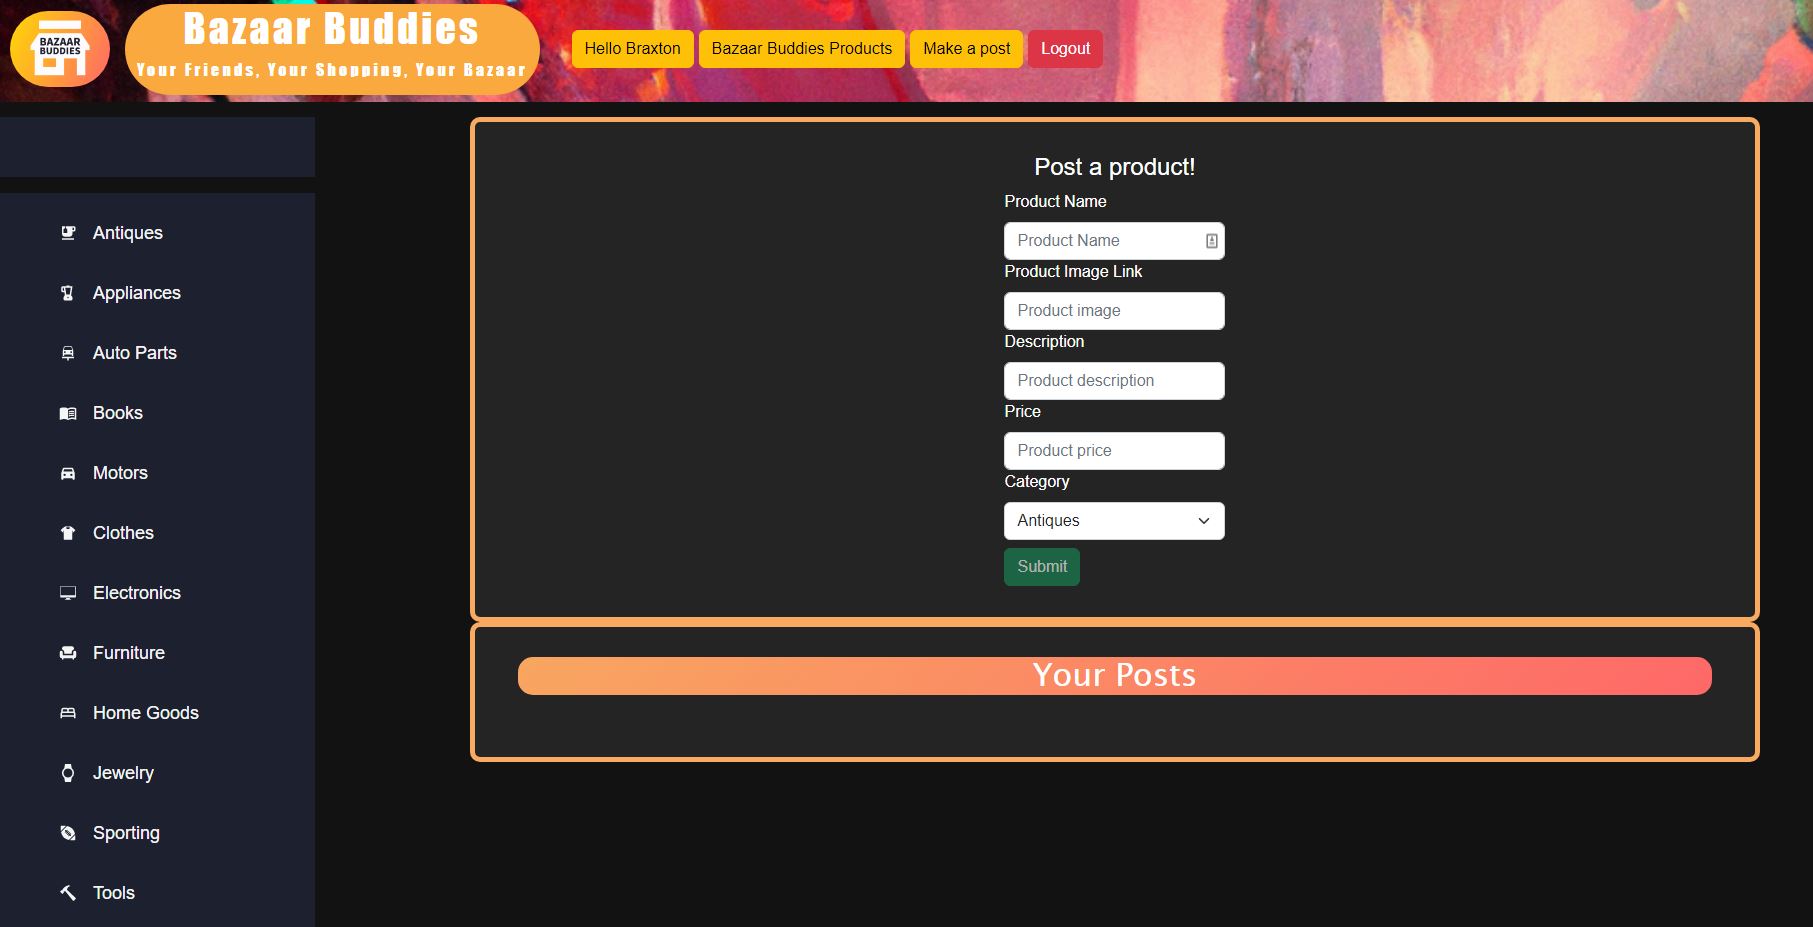 BAZAAR
BUDDIES
Bazaar Buddies
Your Friends, Your Shopping, Your Bazaar
Hello Braxton
Bazaar Buddies Products
Make a post
Logout
Antiques
Appliances
Auto Parts
Books
Motors
Clothes
Electronics
Furniture
Home Goods
Jewelry
Sporting
Tools
Post a product!
Product Name
Product Name
Product Image Link
Product image
Description
Product description
Price
Product price
Category
Antiques
Submit
Your Posts